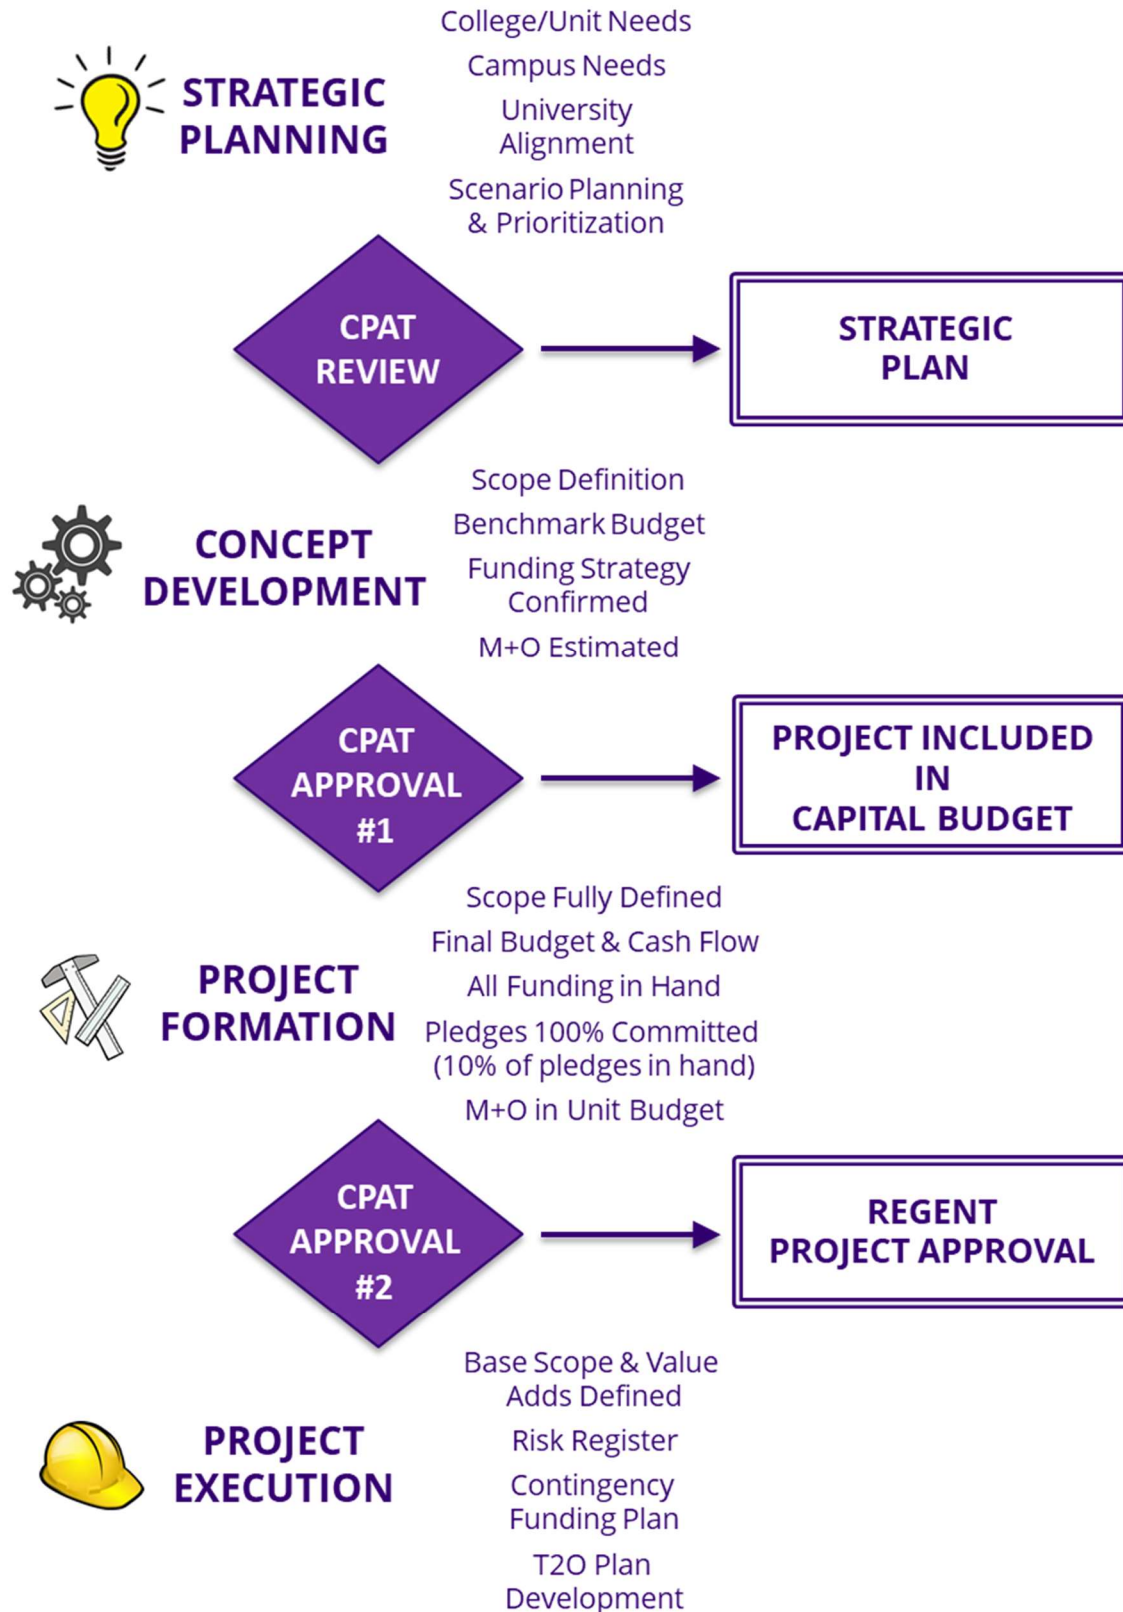 College/Unit Needs
Campus Needs
STRATEGIC
PLANNING
University
Alignment
Scenario Planning
& Prioritization
CPAT
REVIEW
STRATEGIC
PLAN
CONCEPT
DEVELOPMENT
Scope Definition
Benchmark Budget
Funding Strategy
Confirmed
M+O Estimated
CPAT
APPROVAL
#1
PROJECT INCLUDED
IN
CAPITAL BUDGET
PROJECT
FORMATION
Scope Fully Defined
Final Budget & Cash Flow
All Funding in Hand
Pledges 100% Committed
(10% of pledges in hand)
M+O in Unit Budget
CPAT
APPROVAL
#2
REGENT
PROJECT APPROVAL
PROJECT
EXECUTION
Base Scope & Value
Adds Defined
Risk Register
Contingency
Funding Plan
T2O Plan
Development